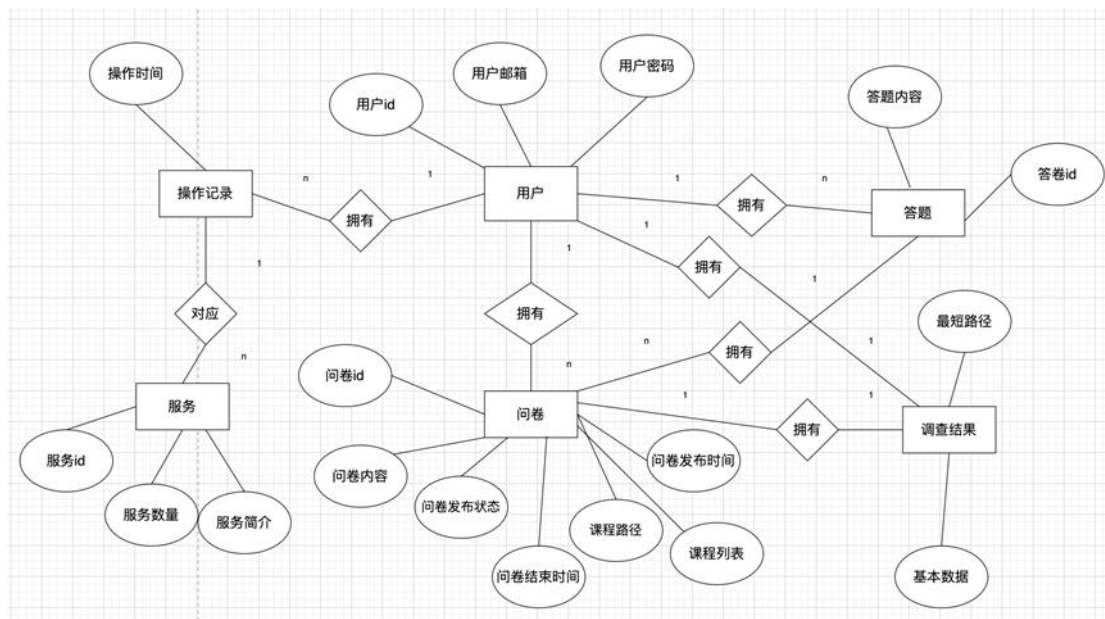 操作时间
用户id
用户邮箱
用户密码
答题内容
答卷id
操作记录
n
1
拥有
用户
1
n
拥有
答题
1
1
拥有
1
对应
拥有
1
最短路径
n
n
拥有
1
问卷id
n
1
1
服务
问卷
拥有
调查结果
服务id
问卷内容
问卷发布时间
服务数量
服务简介
问卷发布状态
课程路径
课程列表
问卷结束时间
基本数据